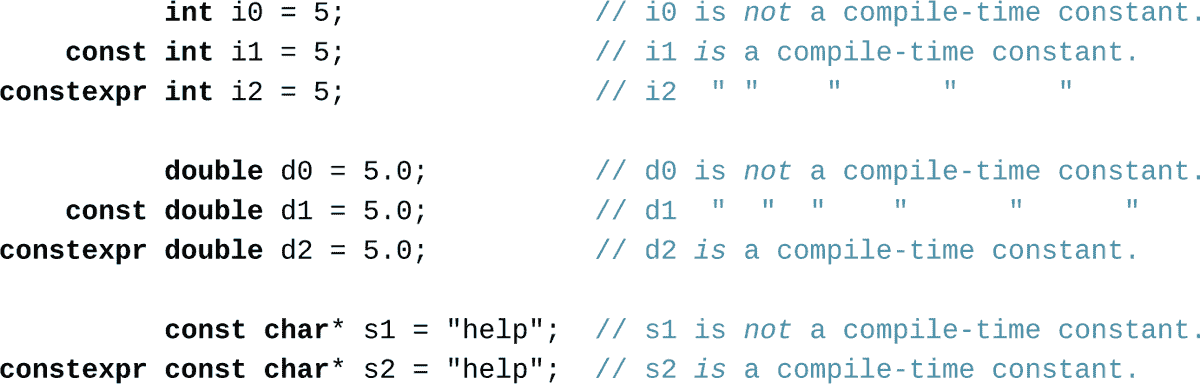 int i0 = 5; // i0 is not a compile-time constant.
const int i1 = 5; // i1 is a compile-time constant.
constexpr int i2 = 5; // i2 " " " " "
double d0 = 5.0; // d0 is not a compile-time constant.
const double d1 = 5.0; // d1 " " " " " "
constexpr double d2 = 5.0; // d2 is a compile-time constant.
const char* s1 = "help"; // s1 is not a compile-time constant.
constexpr const char* s2 = "help"; // s2 is a compile-time constant.